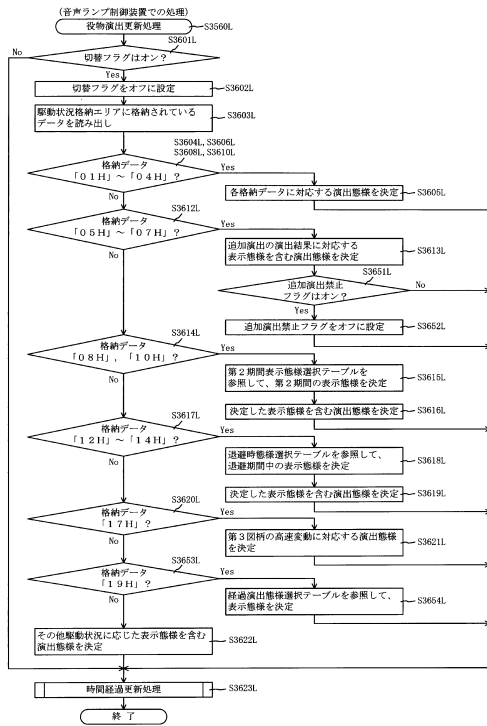 (音声ランプ制御装置での処理)
役物演出更新処理
S3560L
S3601L
切替フラグはオン？
No
Yes
切替フラグをオフに設定
S3602L
駆動状況格納エリアに格納されている
データを読み出し
S3603L
S3604L, S3606L
S3608L, S3610L
格納データ
「01H」～「04H」？
Yes
No
各格納データに対応する演出態様を決定
S3605L
S3612L
格納データ
「05H」～「07H」？
Yes
No
追加演出の演出結果に対応する
表示態様を含む演出態様を決定
S3613L
S3651L
追加演出禁止
フラグはオン？
No
Yes
追加演出禁止フラグをオフに設定
S3652L
S3614L
格納データ
「08H」，「10H」？
Yes
No
第２期間表示態様選択テーブルを
参照して、第２期間の表示態様を決定
S3615L
決定した表示態様を含む演出態様を決定
S3616L
S3617L
格納データ
「12H」～「14H」？
Yes
No
退避時態様選択テーブルを参照して、
退避期間中の表示態様を決定
S3618L
決定した表示態様を含む演出態様を決定
S3619L
S3620L
格納データ
「17H」？
Yes
No
第３図柄の高速変動に対応する演出態様
を決定
S3621L
S3653L
格納データ
「19H」？
Yes
No
経過演出態様選択テーブルを参照して、
表示態様を決定
S3654L
その他駆動状況に応じた表示態様を含む
演出態様を決定
S3622L
時間経過更新処理
S3623L
終了